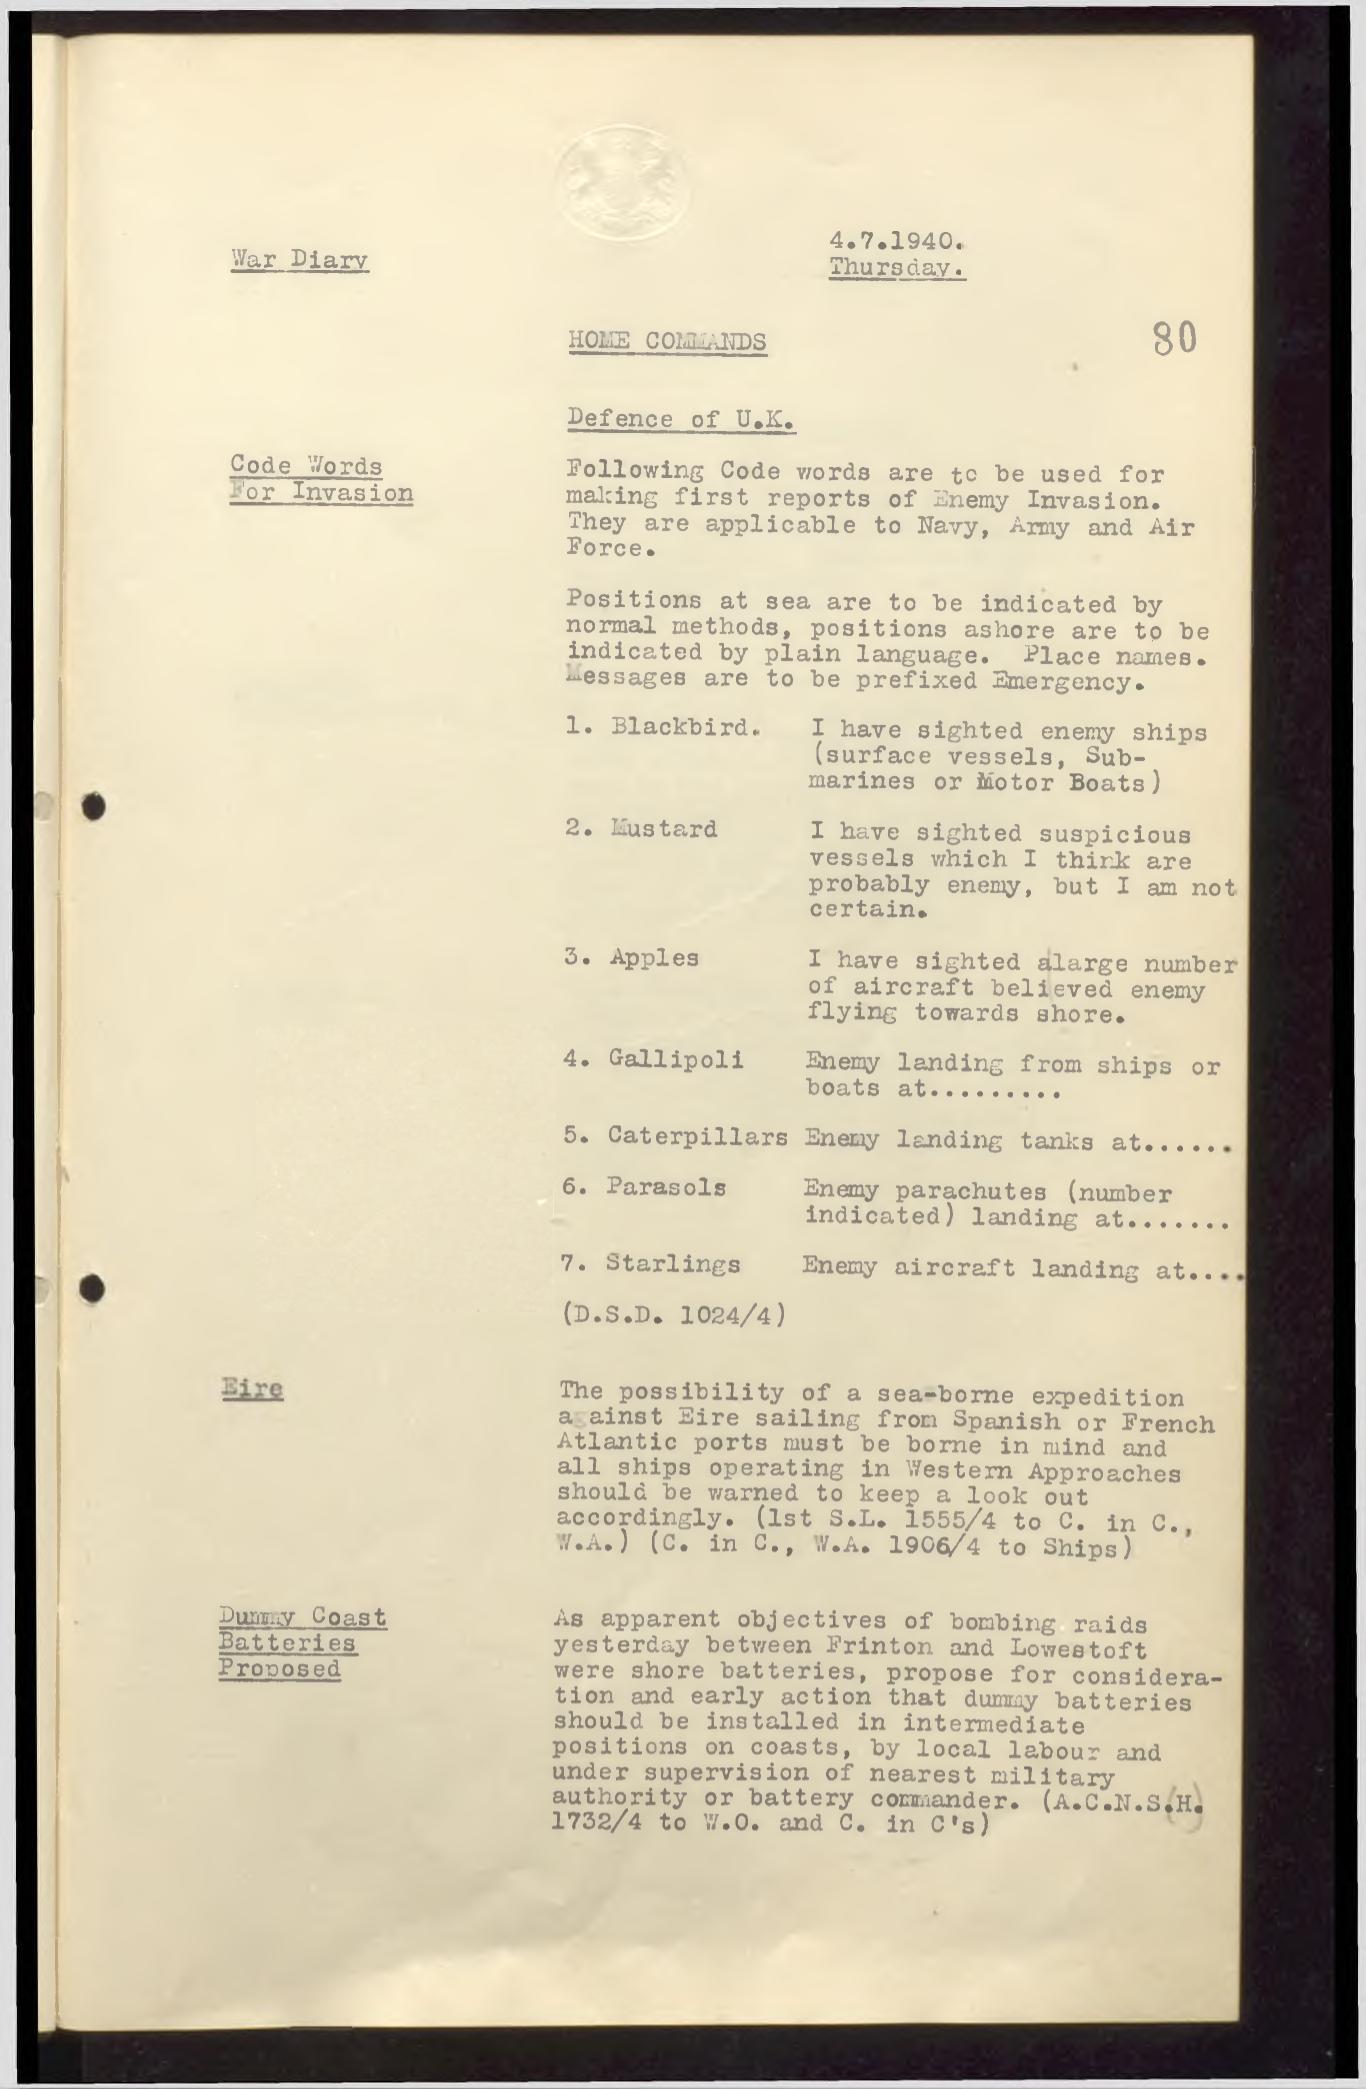 War Diary
4.7.1940.
Thursday.
HOME COMMANDS
80
Defence of U.K.
Code Words
For Invasion
Following Code words are to be used for
making first reports of Enemy Invasion.
They are applicable to Navy, Army and Air
Force.
Positions at sea are to be indicated by
normal methods, positions ashore are to be
indicated by plain language. Place names.
Messages are to be prefixed Emergency.
1. Blackbird. I have sighted enemy ships
(surface vessels, Sub-
marines or Motor Boats)
2. Mustard I have sighted suspicious
vessels which I think are
probably enemy, but I am not
certain.
3. Apples I have sighted a|large number
of aircraft believed enemy
flying towards shore.
4. Gallipoli Enemy landing from ships or
boats at.........
5. Caterpillars Enemy landing tanks at......
6. Parasols Enemy parachutes (number
indicated) landing at.......
7. Starlings Enemy aircraft landing at....
(D.S.D. 1024/4)
Eire
The possibility of a sea-borne expedition
against Eire sailing from Spanish or French
Atlantic ports must be borne in mind and
all ships operating in Western Approaches
should be warned to keep a look out
accordingly. (1st S.L. 1555/4 to C. in C.,
W.A.) (C. in C., W.A. 1906/4 to Ships)
Dummy Coast
Batteries
Proposed
As apparent objectives of bombing raids
yesterday between Frinton and Lowestoft
were shore batteries, propose for considera-
tion and early action that dummy batteries
should be installed in intermediate
positions on coasts, by local labour and
under supervision of nearest military
authority or battery commander. (A.C.N.S.(H.)
1732/4 to W.O. and C. in C's)